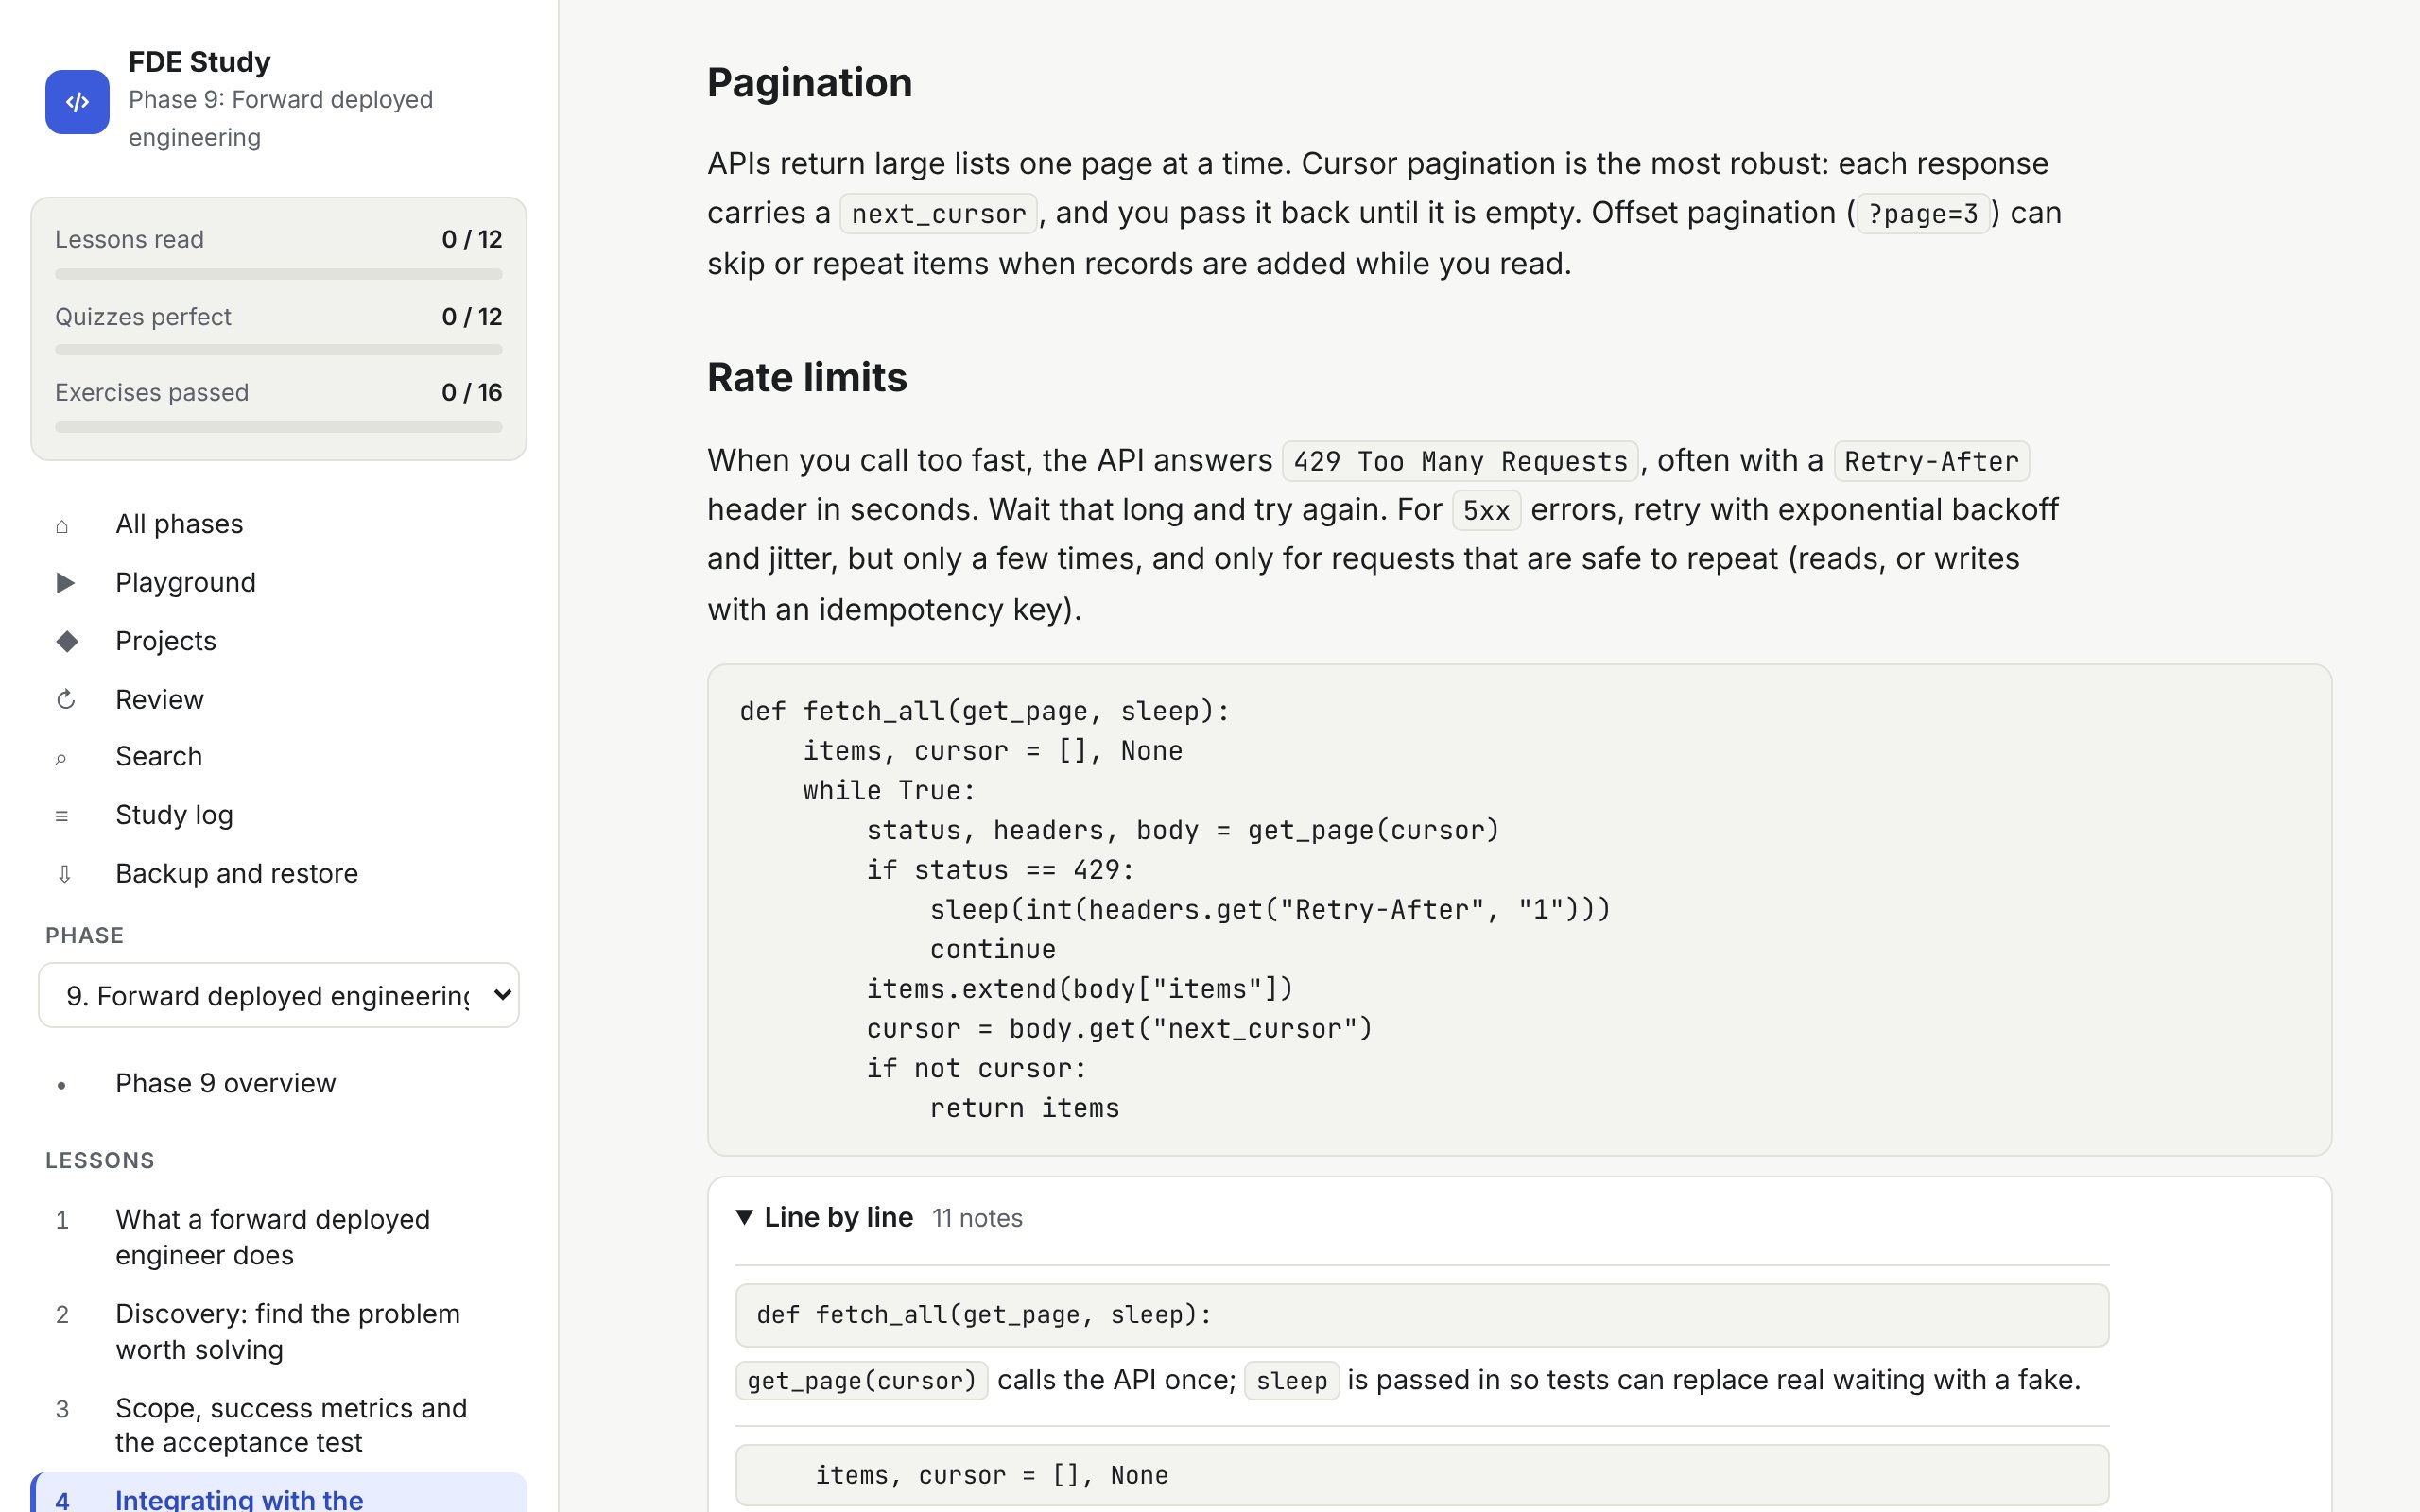 FDE Study
Phase 9: Forward deployed
engineering
Lessons read 0 / 12
Quizzes perfect 0 / 12
Exercises passed 0 / 16
All phases
Playground
Projects
Review
Search
Study log
Backup and restore
PHASE
9. Forward deployed engineering
Phase 9 overview
LESSONS
1 What a forward deployed
engineer does
2 Discovery: find the problem
worth solving
3 Scope, success metrics and
the acceptance test
4 Integrating with the
Pagination
APIs return large lists one page at a time. Cursor pagination is the most robust: each response
carries a next_cursor, and you pass it back until it is empty. Offset pagination (?page=3) can
skip or repeat items when records are added while you read.
Rate limits
When you call too fast, the API answers 429 Too Many Requests, often with a Retry-After
header in seconds. Wait that long and try again. For 5xx errors, retry with exponential backoff
and jitter, but only a few times, and only for requests that are safe to repeat (reads, or writes
with an idempotency key).
def fetch_all(get_page, sleep):
    items, cursor = [], None
    while True:
        status, headers, body = get_page(cursor)
        if status == 429:
            sleep(int(headers.get("Retry-After", "1")))
            continue
        items.extend(body["items"])
        cursor = body.get("next_cursor")
        if not cursor:
            return items
Line by line 11 notes
def fetch_all(get_page, sleep):
get_page(cursor) calls the API once; sleep is passed in so tests can replace real waiting with a fake.
    items, cursor = [], None